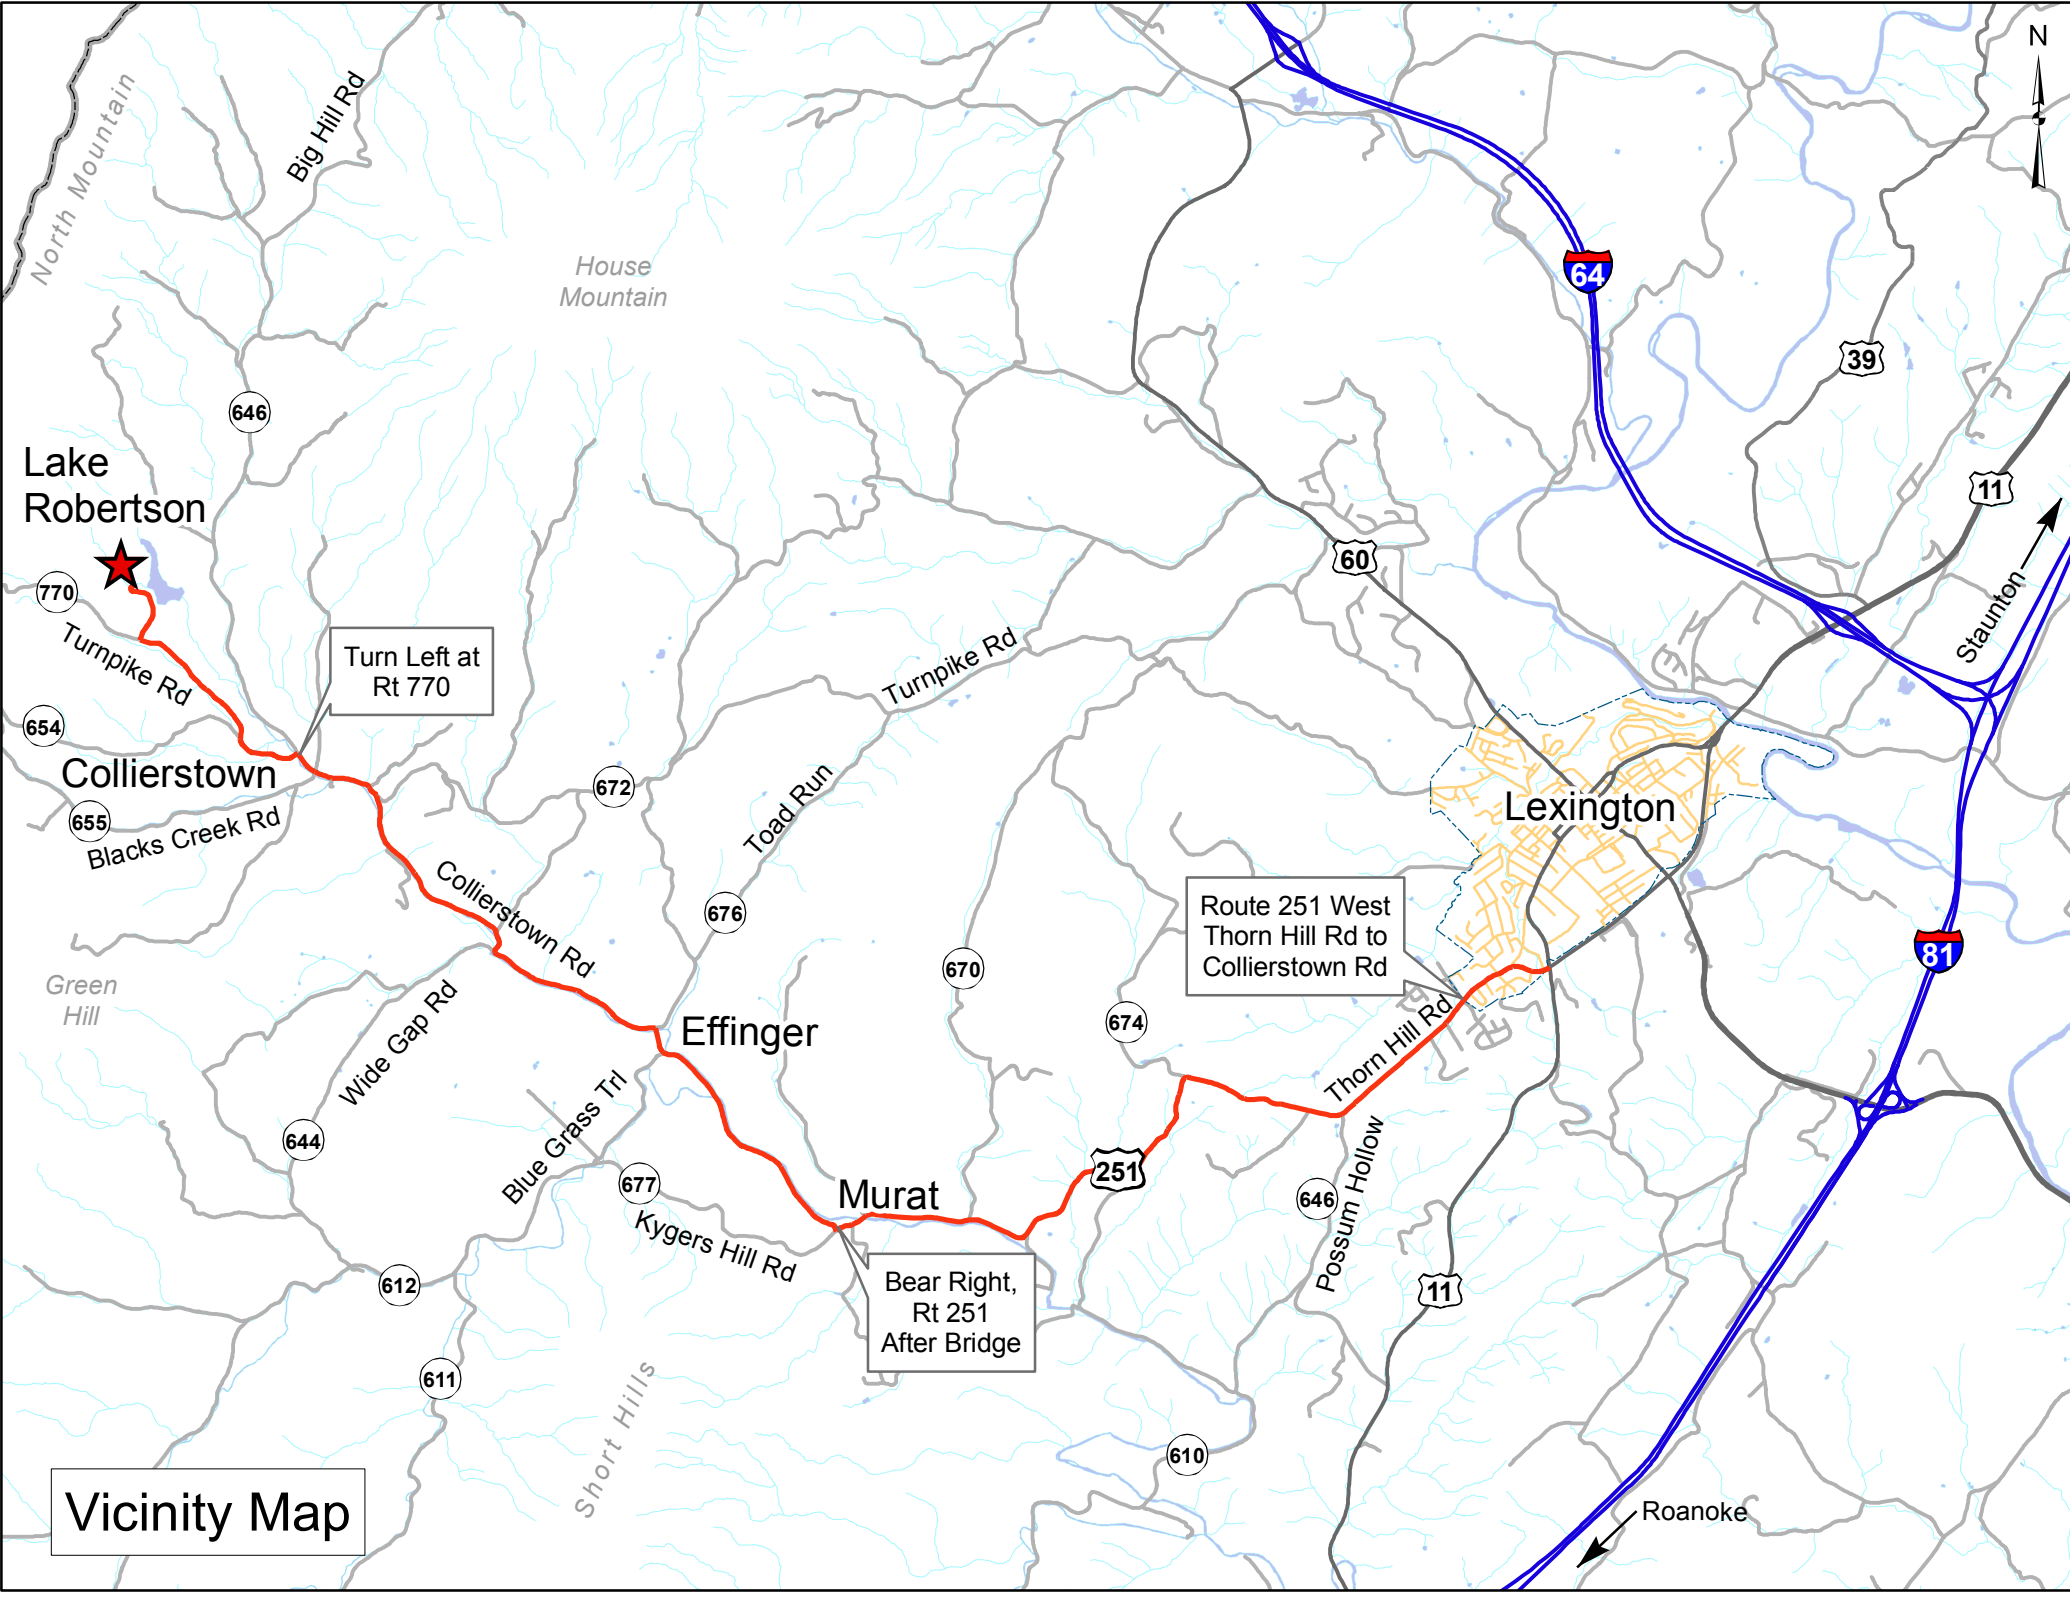 N
North Mountain
Big Hill Rd
House
Mountain
64
39
646
11
Lake
Robertson
60
770
Staunton
Turnpike Rd
Turn Left at
Rt 770
Turnpike Rd
654
Collierstown
672
Toad Run
Lexington
655
Blacks Creek Rd
Collierstown Rd
676
Route 251 West
Thorn Hill Rd to
Collierstown Rd
81
670
Green
Hill
Wide Gap Rd
Effinger
674
Thorn Hill Rd
Blue Grass Trl
644
677
Kygers Hill Rd
Murat
251
646
Possum Hollow
612
Bear Right,
Rt 251
After Bridge
11
611
Short Hills
610
Vicinity Map
Roanoke